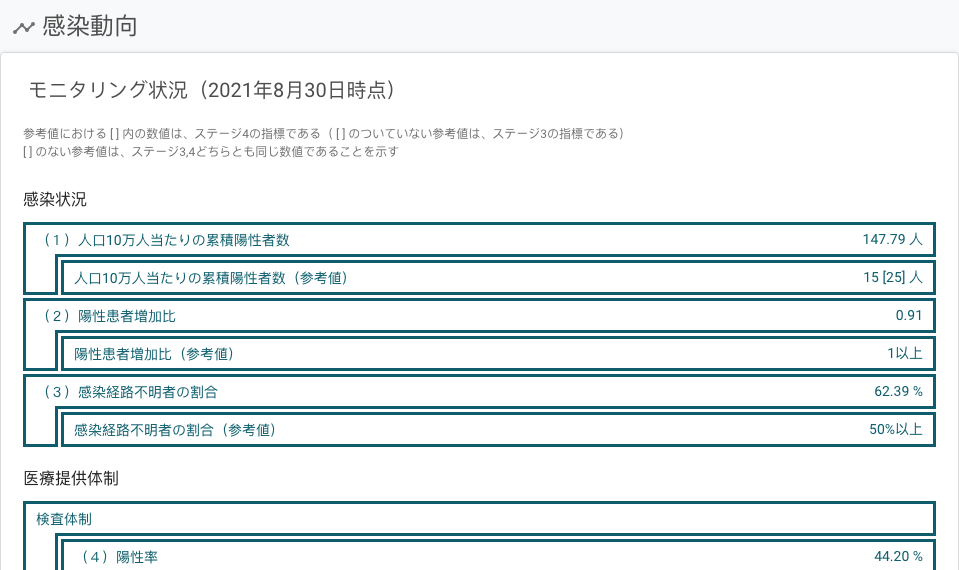 感染動向
モニタリング状況（2021年8月30日時点）
参考値における [ ] 内の数値は、ステージ4の指標である（ [ ] のついていない参考値は、ステージ3の指標である）
[ ] のない参考値は、ステージ3,4どちらとも同じ数値であることを示す
感染状況
（１）人口10万人当たりの累積陽性者数 147.79 人
人口10万人当たりの累積陽性者数（参考値） 15 [25] 人
（２）陽性患者増加比 0.91
陽性患者増加比（参考値） 1以上
（３）感染経路不明者の割合 62.39 %
感染経路不明者の割合（参考値） 50%以上
医療提供体制
検査体制
（４）陽性率 44.20 %